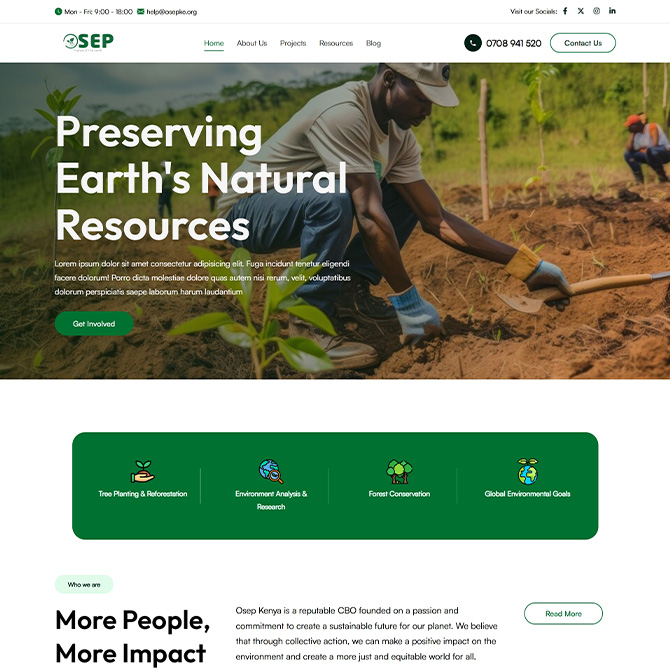 Mon - Fri: 9:00 - 18:00 help@osepke.org Visit our Socials:
OSEP Home About Us Projects Resources Blog 0708 941 520 Contact Us
Preserving
Earth's Natural
Resources
Lorem ipsum dolor sit amet consectetur adipisicing elit. Fuga incidunt tenetur eligendi
facere dolorum! Porro dicta molestiae dolore quas autem nisi rerum, velit, voluptatibus
dolorum perspiciatis saepe laborum harum laudantium
Get Involved
Tree Planting & Reforestation
Environment Analysis &
Research
Forest Conservation
Global Environmental Goals
Who we are
More People,
More Impact
Osep Kenya is a reputable CBO founded on a passion and
commitment to create a sustainable future for our planet. We believe
that through collective action, we can make a positive impact on the
environment and create a more just and equitable world for all.
Read More